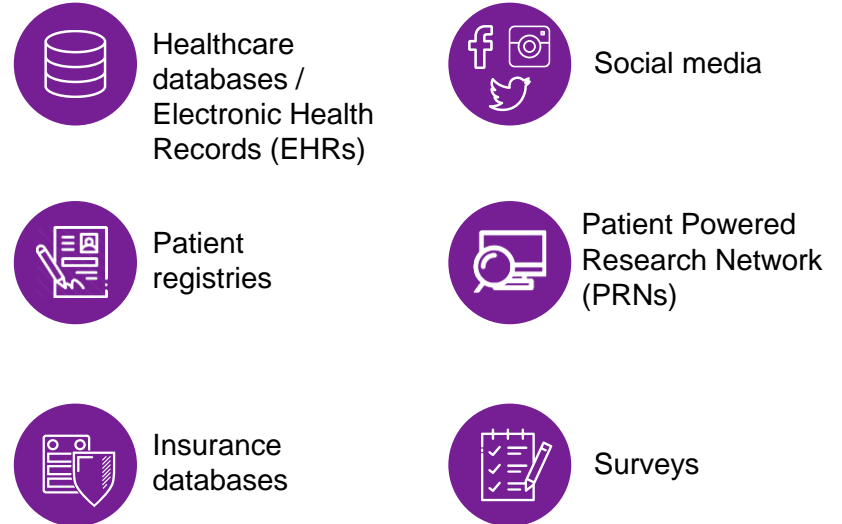 Healthcare
databases /
Electronic Health
Records (EHRs)
Social media
Patient
registries
Patient Powered
Research Network
(PRNs)
Insurance
databases
Surveys